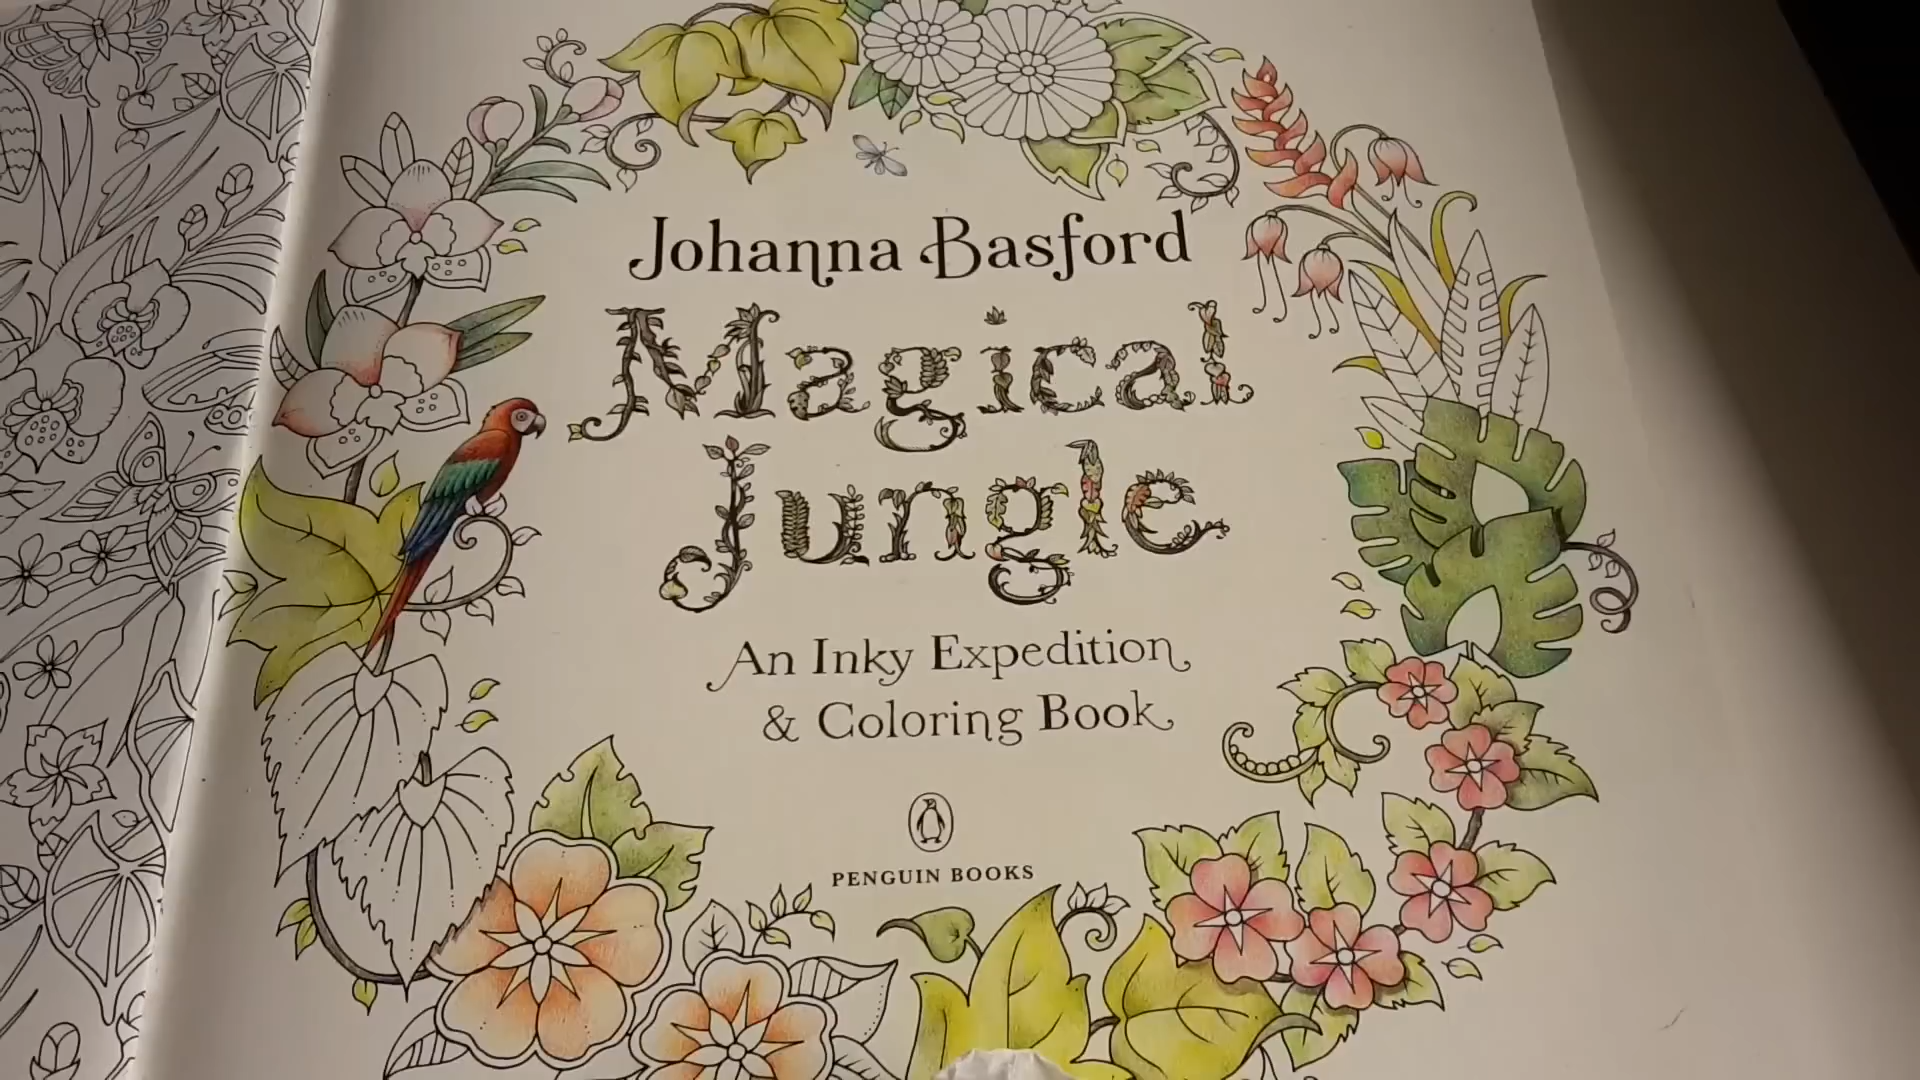 Johanna Basford
Magical
Jungle
An Inky Expedition
& Coloring Book
PENGUIN BOOKS